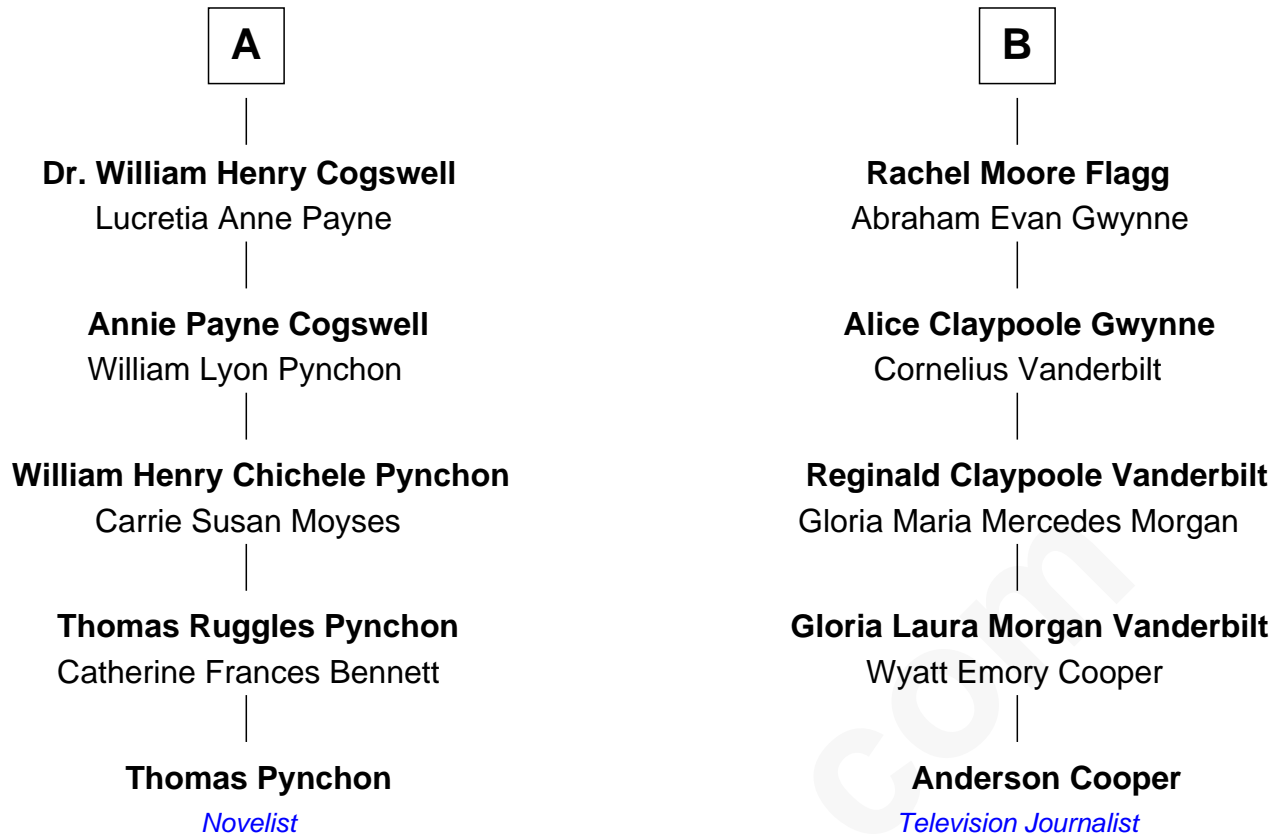 A
Dr. William Henry Cogswell
Lucretia Anne Payne
Annie Payne Cogswell
William Lyon Pynchon
William Henry Chichele Pynchon
Carrie Susan Moyses
Thomas Ruggles Pynchon
Catherine Frances Bennett
Thomas Pynchon
Novelist
B
Rachel Moore Flagg
Abraham Evan Gwynne
Alice Claypoole Gwynne
Cornelius Vanderbilt
Reginald Claypoole Vanderbilt
Gloria Maria Mercedes Morgan
Gloria Laura Morgan Vanderbilt
Wyatt Emory Cooper
Anderson Cooper
Television Journalist
com